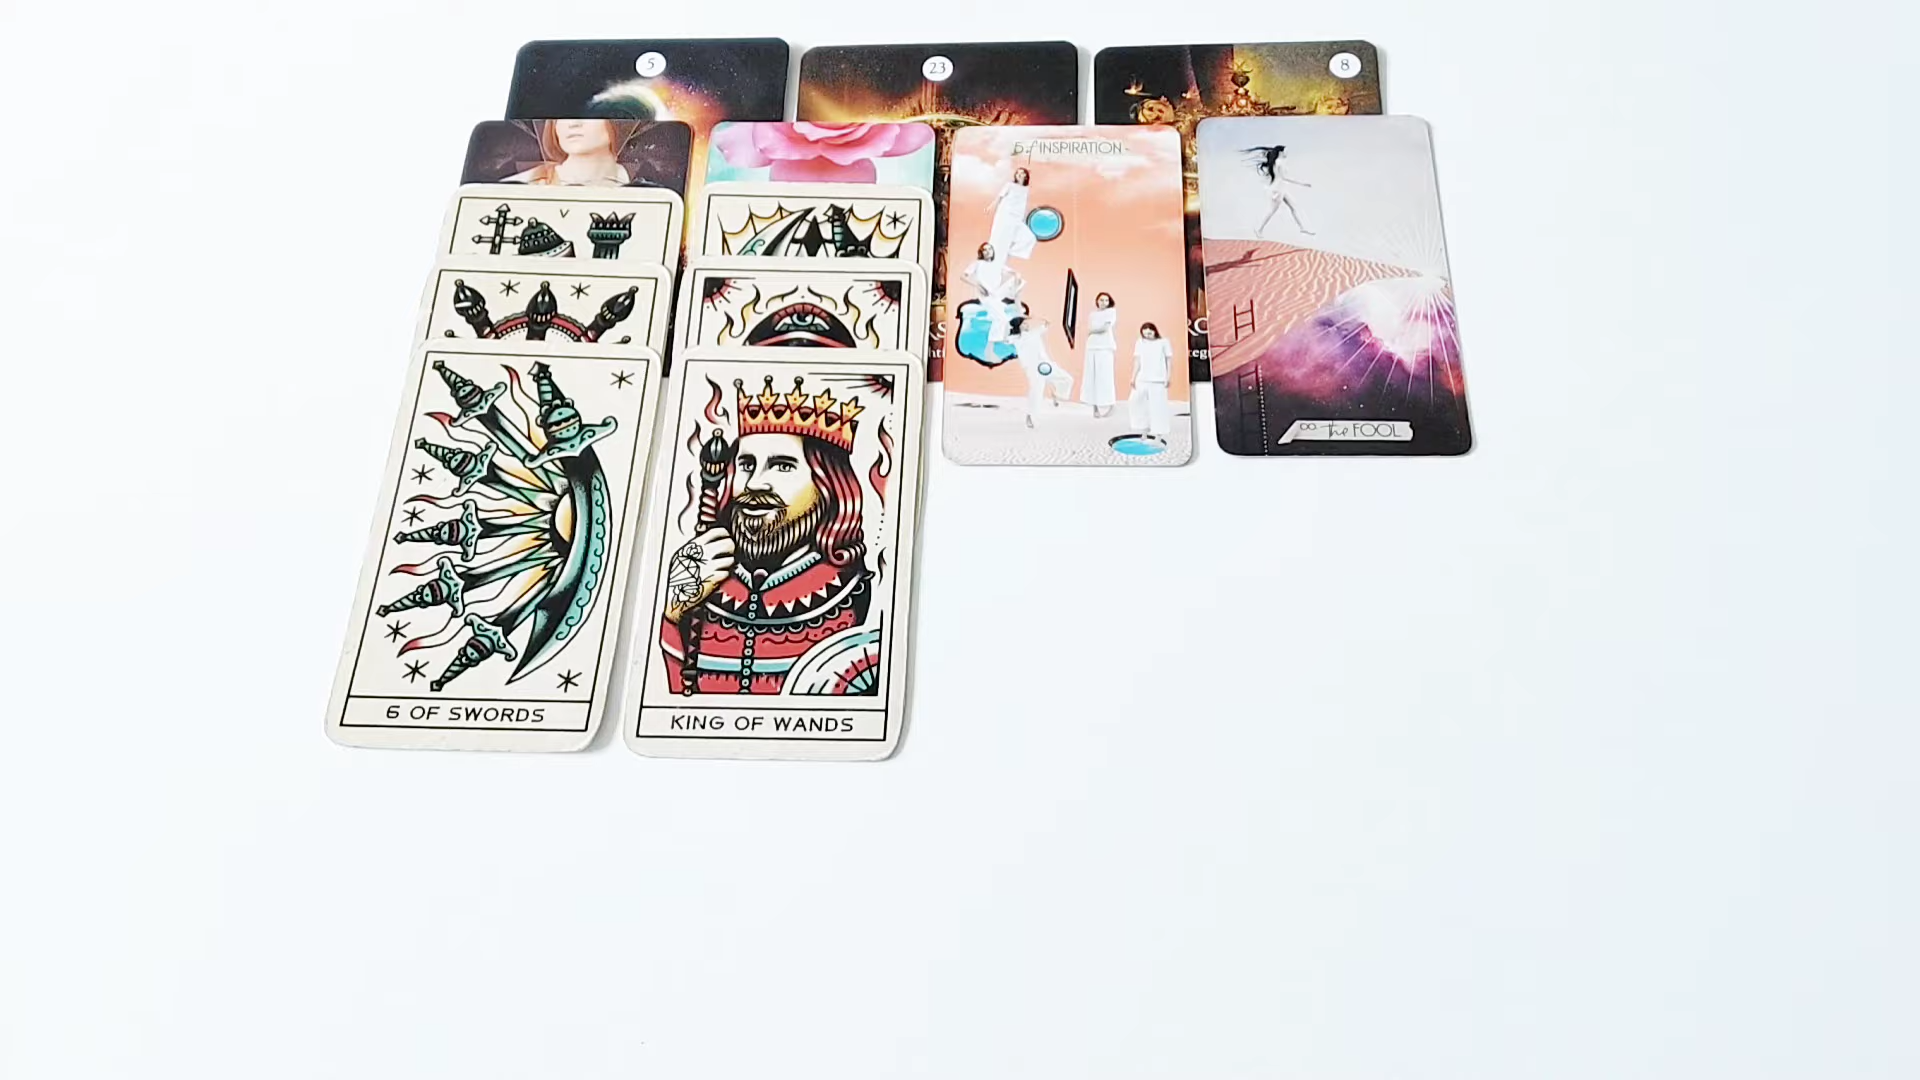 5
23
8
5 of INSPIRATION
V
∞ the FOOL
6 OF SWORDS
KING OF WANDS